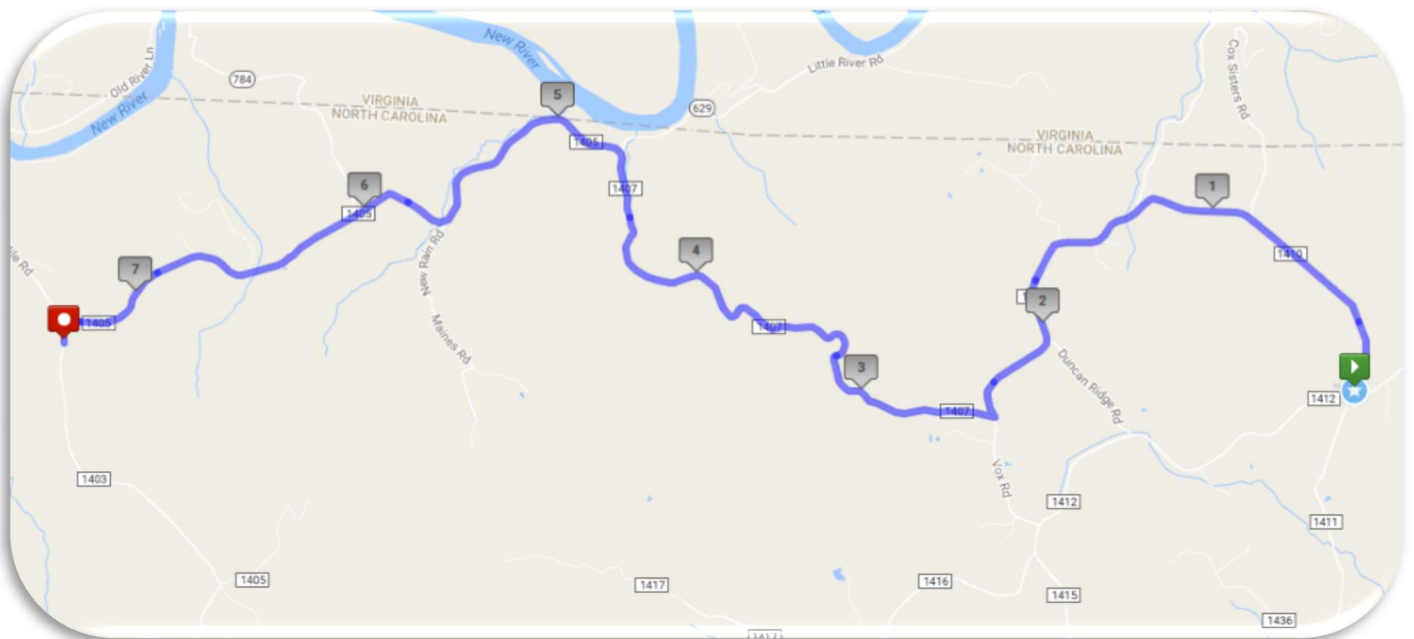 Old River Ln
New River
784
VIRGINIA
NORTH CAROLINA
New River
5
1405
Little River Rd
629
Cox Sisters Rd
VIRGINIA
NORTH CAROLINA
1
1407
6
1405
4
1410
7
New Rain Rd
2
1405
Maines Rd
1407
3
Duncan Ridge Rd
1412
1407
Vox Rd
1403
1412
1411
1405
1417
1416
1415
1436
1417